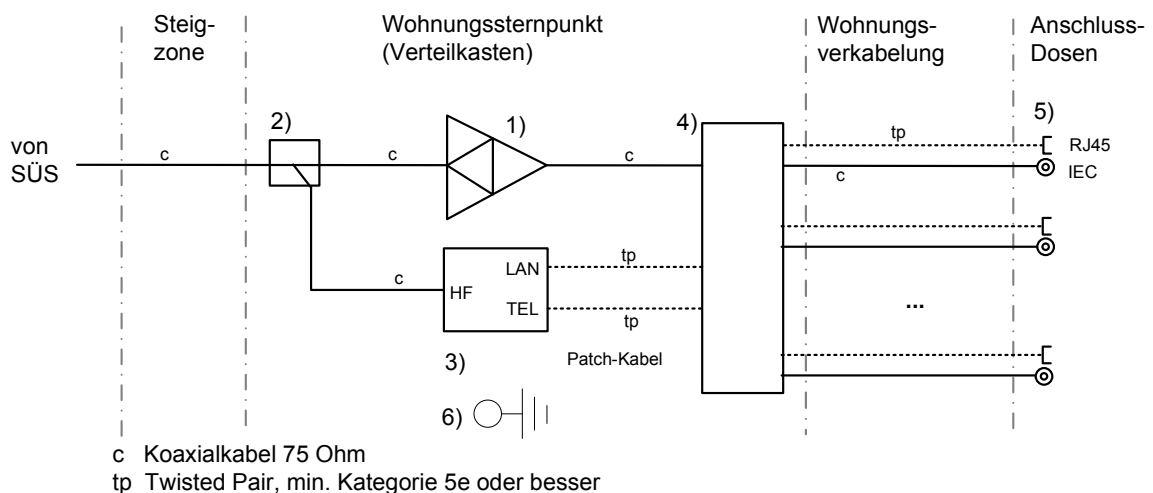 Steig-
zone
Wohnungssternpunkt
(Verteilkasten)
Wohnungs-
verkabelung
Anschluss-
Dosen
von
SÜS
c
2)
c
1)
c
4)
tp
c
5)
RJ45
IEC
c
HF
LAN
TEL
tp
tp
...
3)
Patch-Kabel
6)
c Koaxialkabel 75 Ohm
tp Twisted Pair, min. Kategorie 5e oder besser